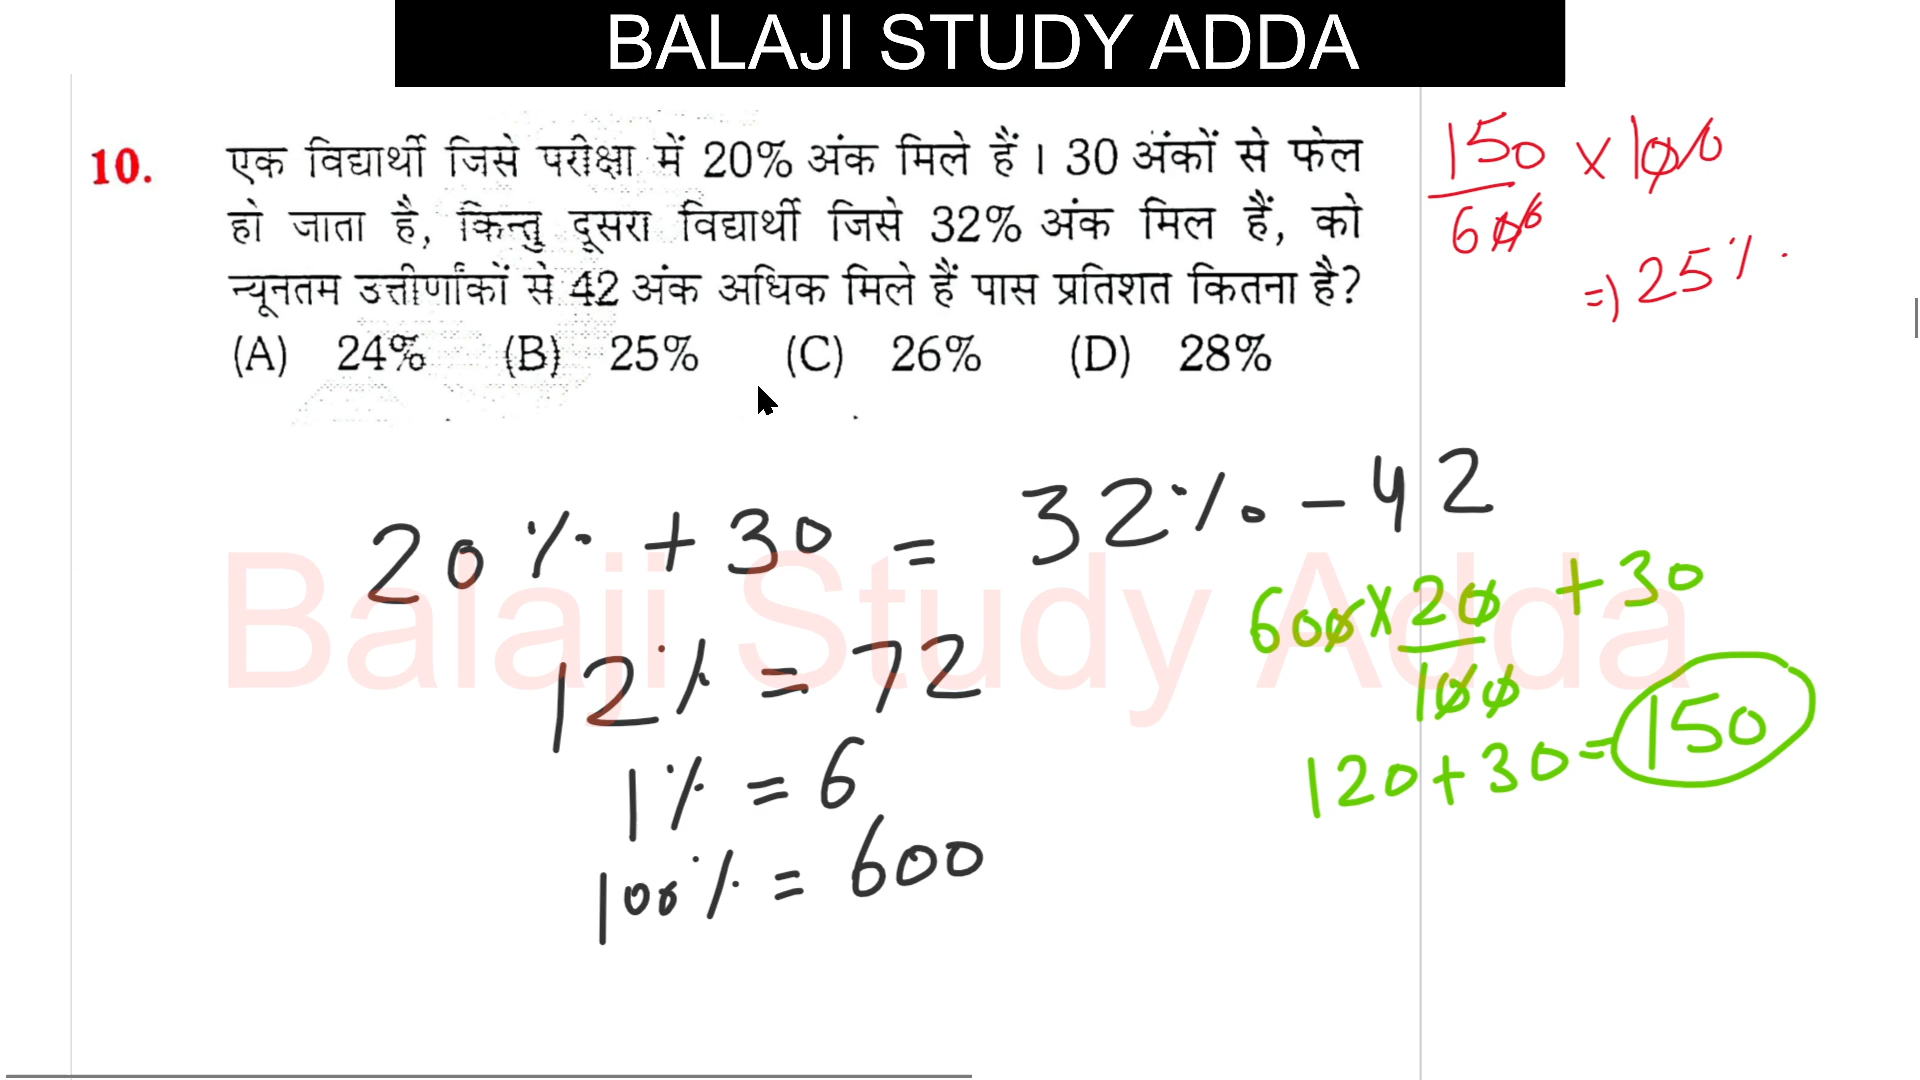 BALAJI STUDY ADDA
10. एक विद्यार्थी जिसे परीक्षा में 20% अंक मिले हैं । 30 अंकों से फेल
हो जाता है, किन्तु दूसरा विद्यार्थी जिसे 32% अंक मिल हैं, को
न्यूनतम उत्तीर्णांकों से 42 अंक अधिक मिले हैं पास प्रतिशत कितना है?
(A) 24% (B) 25% (C) 26% (D) 28%
150 × 100
600
=) 25%.
20% + 30 = 32% - 42
12% = 72
1% = 6
100% = 600
600 × 20 + 30
100
120 + 30 = 150
Balaji Study Adda